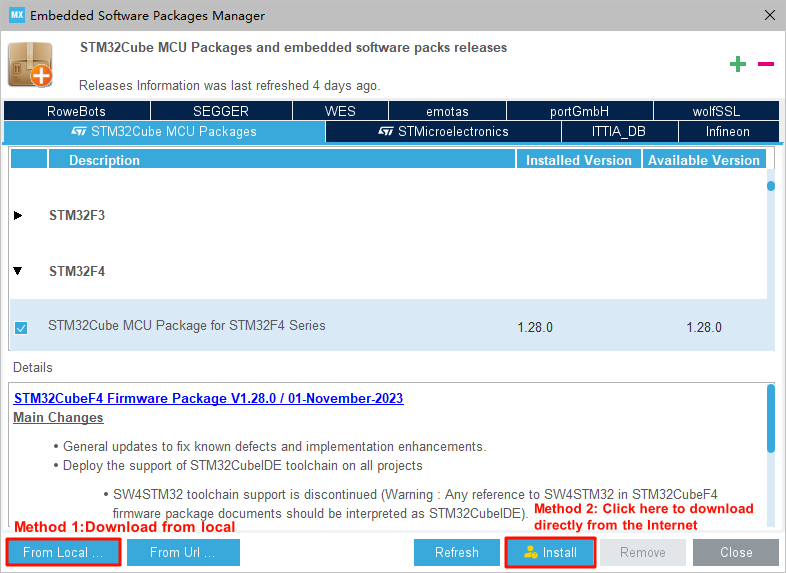 MX Embedded Software Packages Manager
STM32Cube MCU Packages and embedded software packs releases
Releases Information was last refreshed 4 days ago.
RoweBots SEGGER WES emotas portGmbH wolfSSL
STM32Cube MCU Packages STMicroelectronics ITTIA_DB Infineon
Description Installed Version Available Version
STM32F3
STM32F4
STM32Cube MCU Package for STM32F4 Series 1.28.0 1.28.0
Details
STM32CubeF4 Firmware Package V1.28.0 / 01-November-2023
Main Changes
• General updates to fix known defects and implementation enhancements.
• Deploy the support of STM32CubeIDE toolchain on all projects
• SW4STM32 toolchain support is discontinued (Warning : Any reference to SW4STM32 in STM32CubeF4
firmware package documents should be interpreted as STM32CubeIDE).
Method 1:Download from local
Method 2: Click here to download
directly from the Internet
From Local ... From Url ... Refresh Install Remove Close